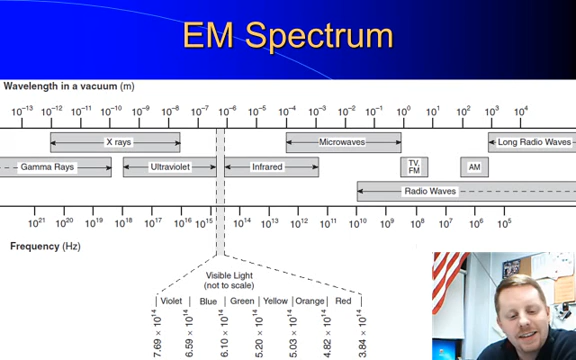 EM Spectrum
Wavelength in a vacuum (m)
10⁻¹³ 10⁻¹² 10⁻¹¹ 10⁻¹⁰ 10⁻⁹ 10⁻⁸ 10⁻⁷ 10⁻⁶ 10⁻⁵ 10⁻⁴ 10⁻³ 10⁻² 10⁻¹ 10⁰ 10¹ 10² 10³ 10⁴
X rays Microwaves Long Radio Waves
Gamma Rays Ultraviolet Infrared TV, FM AM
Radio Waves
10²¹ 10²⁰ 10¹⁹ 10¹⁸ 10¹⁷ 10¹⁶ 10¹⁵ 10¹⁴ 10¹³ 10¹² 10¹¹ 10¹⁰ 10⁹ 10⁸ 10⁷ 10⁶ 10⁵
Frequency (Hz)
Visible Light
(not to scale)
Violet Blue Green Yellow Orange Red
7.69 × 10¹⁴ 6.59 × 10¹⁴ 6.10 × 10¹⁴ 5.20 × 10¹⁴ 5.03 × 10¹⁴ 4.82 × 10¹⁴ 3.84 × 10¹⁴